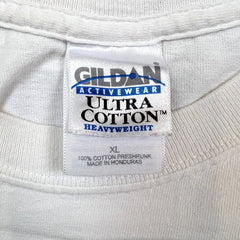 GILDAN
ACTIVEWEAR
ULTRA
COTTON™
HEAVYWEIGHT
XL
100% COTTON PRESHRUNK
MADE IN HONDURAS